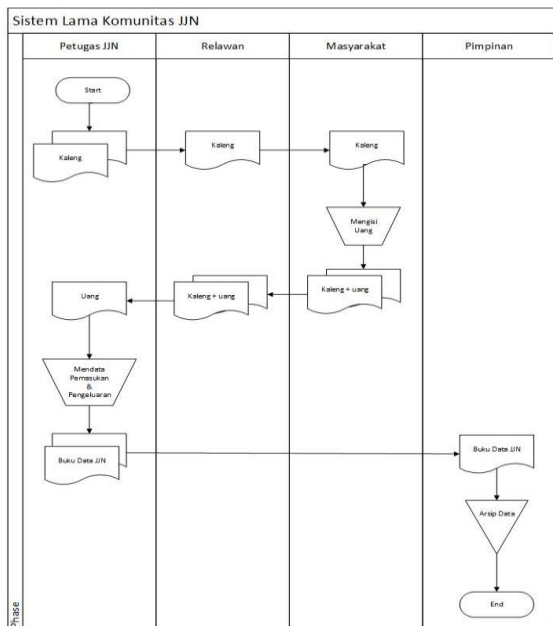 Sistem Lama Komunitas JJN
Petugas JJN
Relawan
Masyarakat
Pimpinan
Start
Kaleng
Kaleng
Kaleng
Mengisi
Uang
Uang
Kaleng + uang
Kaleng + uang
Mendata
Pemasukan
&
Pengeluaran
Buku Data JJN
Buku Data JJN
Arsip Data
End
Phase